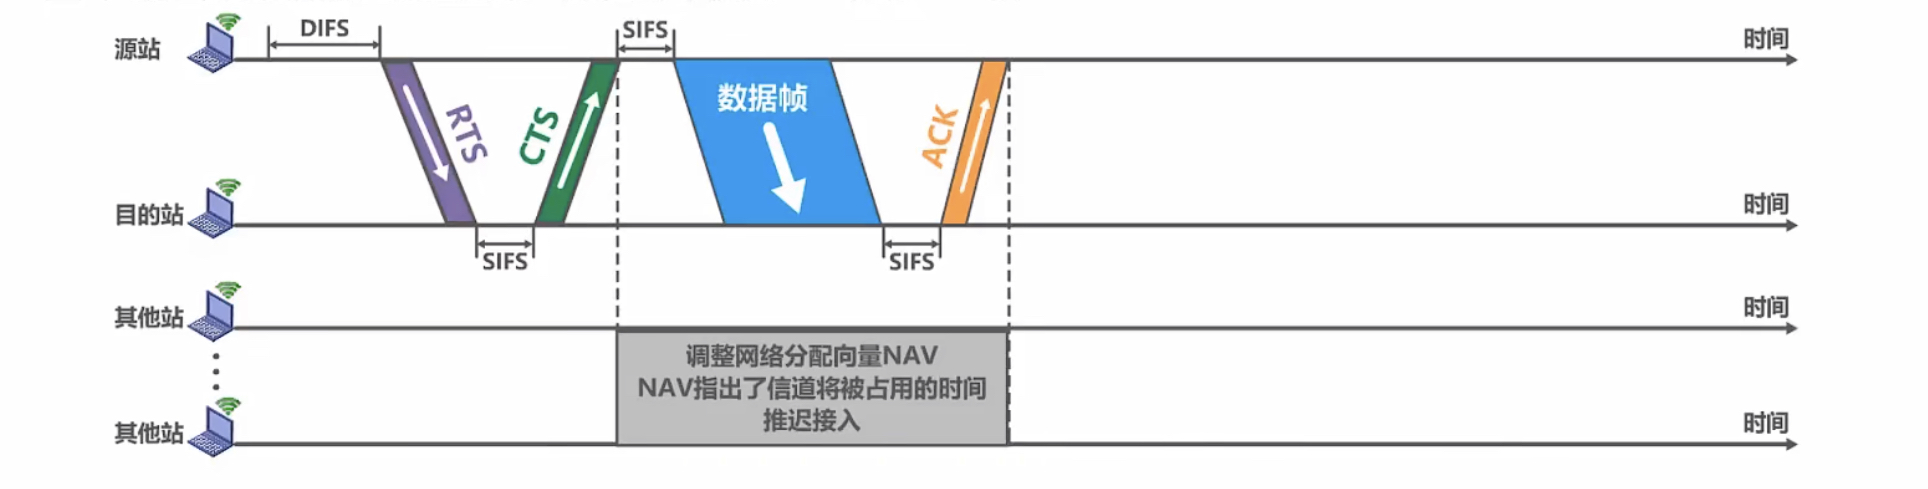 DIFS
SIFS
源站
时间
RTS
CTS
数据帧
ACK
目的站
时间
SIFS
SIFS
其他站
时间
调整网络分配向量NAV
NAV指出了信道将被占用的时间
推迟接入
其他站
时间